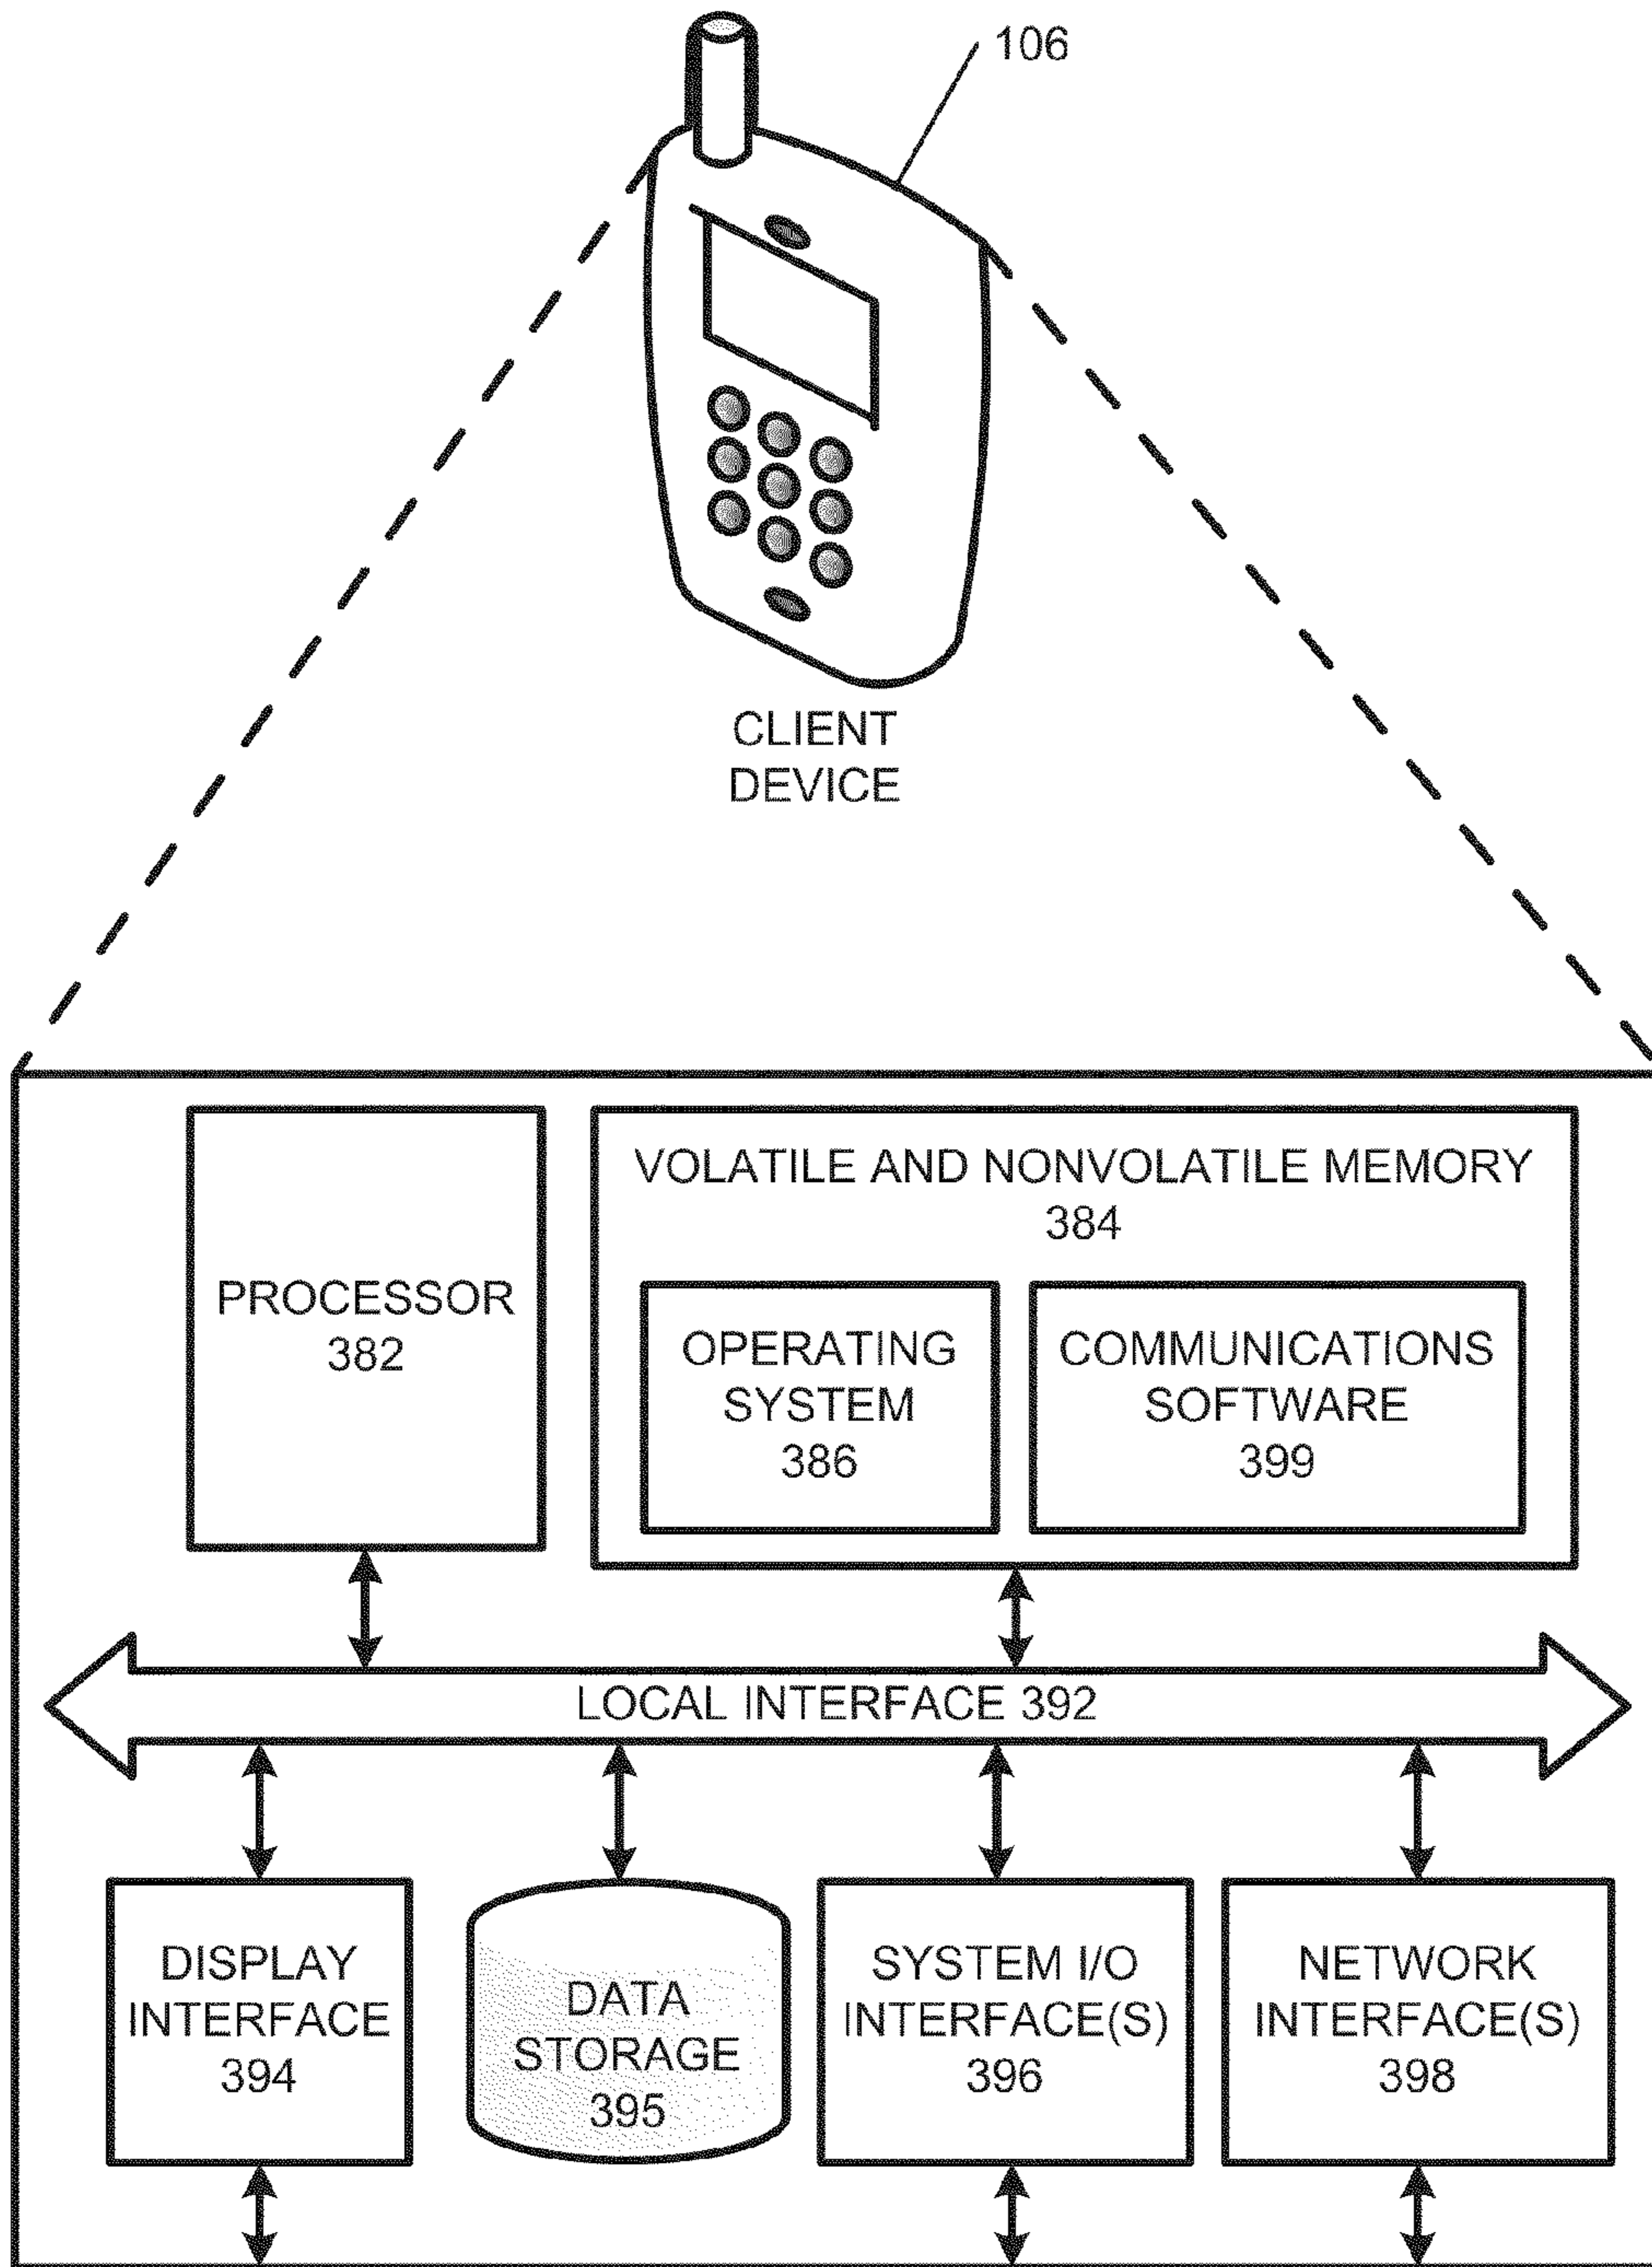 106
CLIENT
DEVICE
VOLATILE AND NONVOLATILE MEMORY
384
PROCESSOR
382
OPERATING
SYSTEM
386
COMMUNICATIONS
SOFTWARE
399
LOCAL INTERFACE 392
DISPLAY
INTERFACE
394
DATA
STORAGE
395
SYSTEM I/O
INTERFACE(S)
396
NETWORK
INTERFACE(S)
398